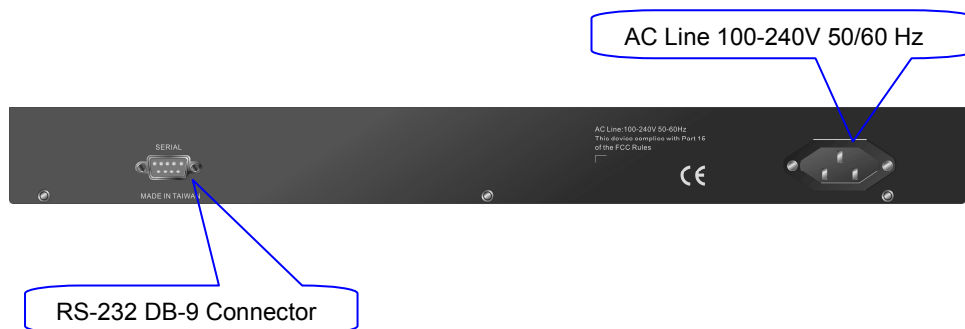 AC Line 100-240V 50/60 Hz
AC Line:100-240V 50-60Hz
This device complies with Part 15
of the FCC Rules
SERIAL
CE
MADE IN TAIWAN
RS-232 DB-9 Connector